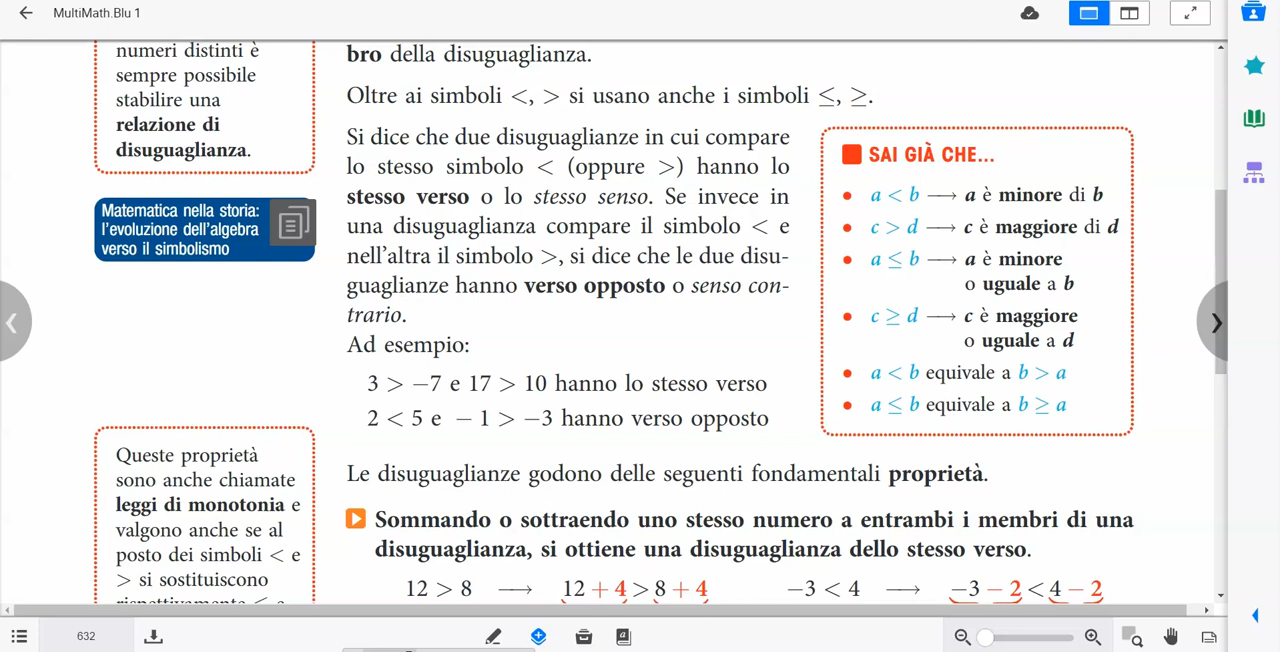 MultiMath.Blu 1
numeri distinti è
sempre possibile
stabilire una
relazione di
disuguaglianza.
Matematica nella storia:
l'evoluzione dell'algebra
verso il simbolismo
Queste proprietà
sono anche chiamate
leggi di monotonia e
valgono anche se al
posto dei simboli < e
> si sostituiscono
rispettivamente ≤ e
bro della disuguaglianza.
Oltre ai simboli <, > si usano anche i simboli ≤, ≥.
Si dice che due disuguaglianze in cui compare
lo stesso simbolo < (oppure >) hanno lo
stesso verso o lo stesso senso. Se invece in
una disuguaglianza compare il simbolo < e
nell'altra il simbolo >, si dice che le due disu-
guaglianze hanno verso opposto o senso con-
trario.
Ad esempio:
3 > −7 e 17 > 10 hanno lo stesso verso
2 < 5 e − 1 > −3 hanno verso opposto
SAI GIÀ CHE...
• a < b → a è minore di b
• c > d → c è maggiore di d
• a ≤ b → a è minore
o uguale a b
• c ≥ d → c è maggiore
o uguale a d
• a < b equivale a b > a
• a ≤ b equivale a b ≥ a
Le disuguaglianze godono delle seguenti fondamentali proprietà.
Sommando o sottraendo uno stesso numero a entrambi i membri di una
disuguaglianza, si ottiene una disuguaglianza dello stesso verso.
12 > 8 → 12 + 4 > 8 + 4 −3 < 4 → −3 − 2 < 4 − 2
632